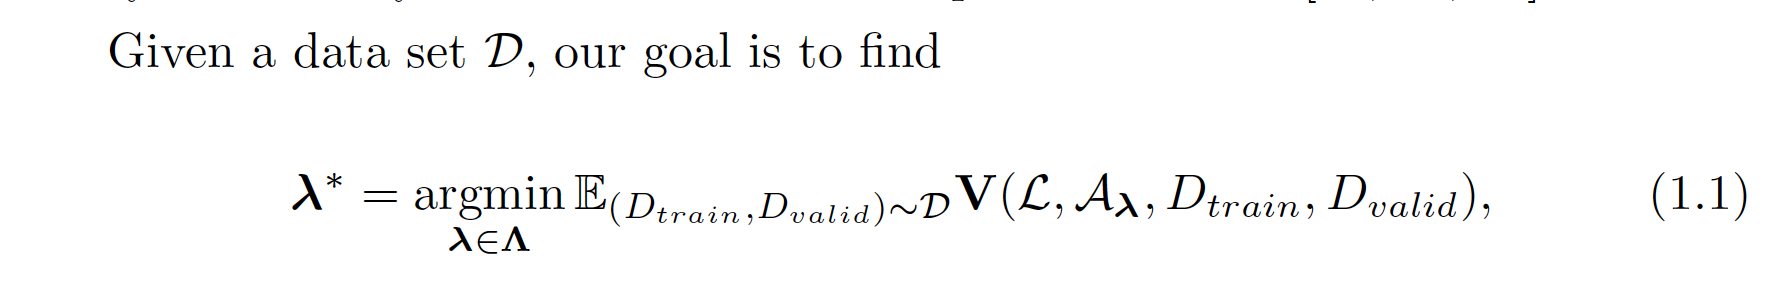 Given a data set 𝒟, our goal is to find
𝝀* = argmin 𝔼_{(D_{train},D_{valid})∼𝒟} 𝐕(ℒ, 𝒜_𝝀, D_{train}, D_{valid}), (1.1)
𝝀∈𝚲